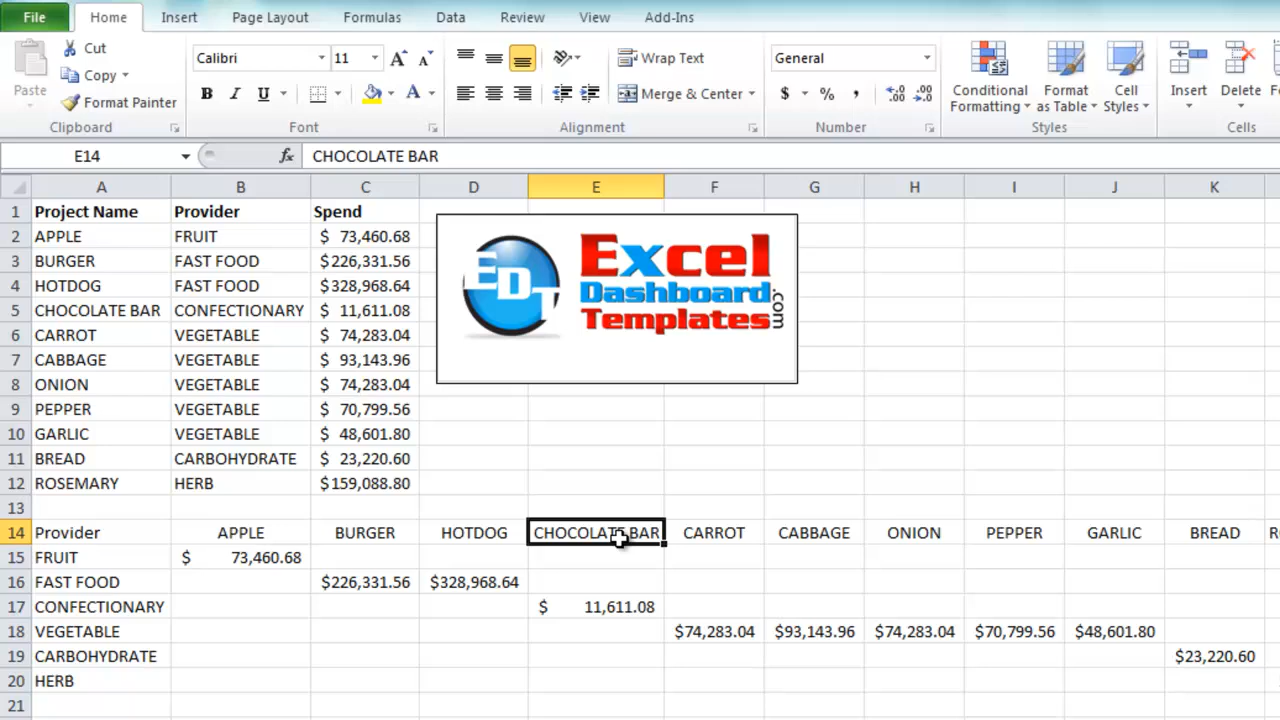 File Home Insert Page Layout Formulas Data Review View Add-Ins
Cut
Copy
Format Painter
Paste
Clipboard
Calibri 11 A A
B I U A
Font
Wrap Text
Merge & Center
Alignment
General
$ % , .0 .00 .00 .0
Number
Conditional Formatting
Format as Table
Cell Styles
Styles
Insert Delete
Cells
E14 fx CHOCOLATE BAR
A B C D E F G H I J K
1 Project Name Provider Spend
2 APPLE FRUIT $ 73,460.68
3 BURGER FAST FOOD $226,331.56
4 HOTDOG FAST FOOD $328,968.64
5 CHOCOLATE BAR CONFECTIONARY $ 11,611.08
6 CARROT VEGETABLE $ 74,283.04
7 CABBAGE VEGETABLE $ 93,143.96
8 ONION VEGETABLE $ 74,283.04
9 PEPPER VEGETABLE $ 70,799.56
10 GARLIC VEGETABLE $ 48,601.80
11 BREAD CARBOHYDRATE $ 23,220.60
12 ROSEMARY HERB $159,088.80
EDT
Excel
Dashboard
Templates
.com
13
14 Provider APPLE BURGER HOTDOG CHOCOLATE BAR CARROT CABBAGE ONION PEPPER GARLIC BREAD
15 FRUIT $ 73,460.68
16 FAST FOOD $226,331.56 $328,968.64
17 CONFECTIONARY $ 11,611.08
18 VEGETABLE $74,283.04 $93,143.96 $74,283.04 $70,799.56 $48,601.80
19 CARBOHYDRATE $23,220.60
20 HERB
21